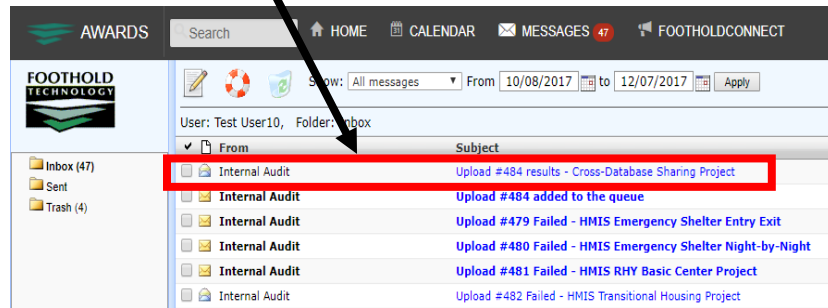 AWARDS Search HOME CALENDAR MESSAGES 47 FOOTHOLDCONNECT
FOOTHOLD
TECHNOLOGY
Show: All messages From 10/08/2017 to 12/07/2017 Apply
User: Test User10, Folder: Inbox
From Subject
Inbox (47)
Sent
Trash (4)
Internal Audit Upload #484 results - Cross-Database Sharing Project
Internal Audit Upload #484 added to the queue
Internal Audit Upload #479 Failed - HMIS Emergency Shelter Entry Exit
Internal Audit Upload #480 Failed - HMIS Emergency Shelter Night-by-Night
Internal Audit Upload #481 Failed - HMIS RHY Basic Center Project
Internal Audit Upload #482 Failed - HMIS Transitional Housing Project